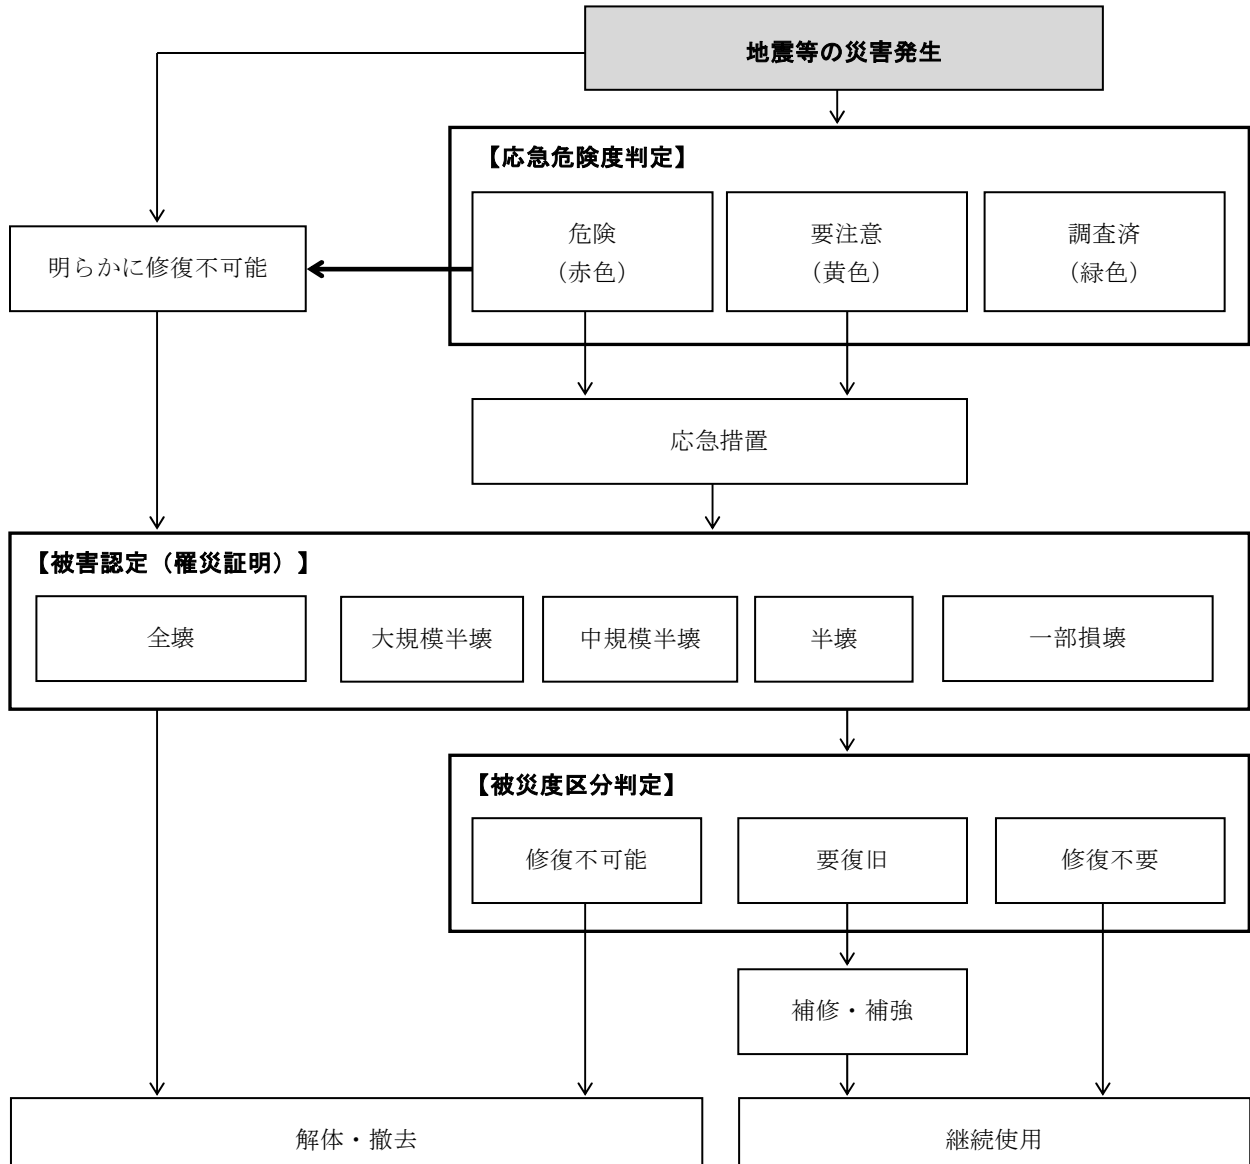 地震等の災害発生
【応急危険度判定】
危険
（赤色）
要注意
（黄色）
調査済
（緑色）
明らかに修復不可能
応急措置
【被害認定（罹災証明）】
全壊
大規模半壊
中規模半壊
半壊
一部損壊
【被災度区分判定】
修復不可能
要復旧
修復不要
補修・補強
解体・撤去
継続使用